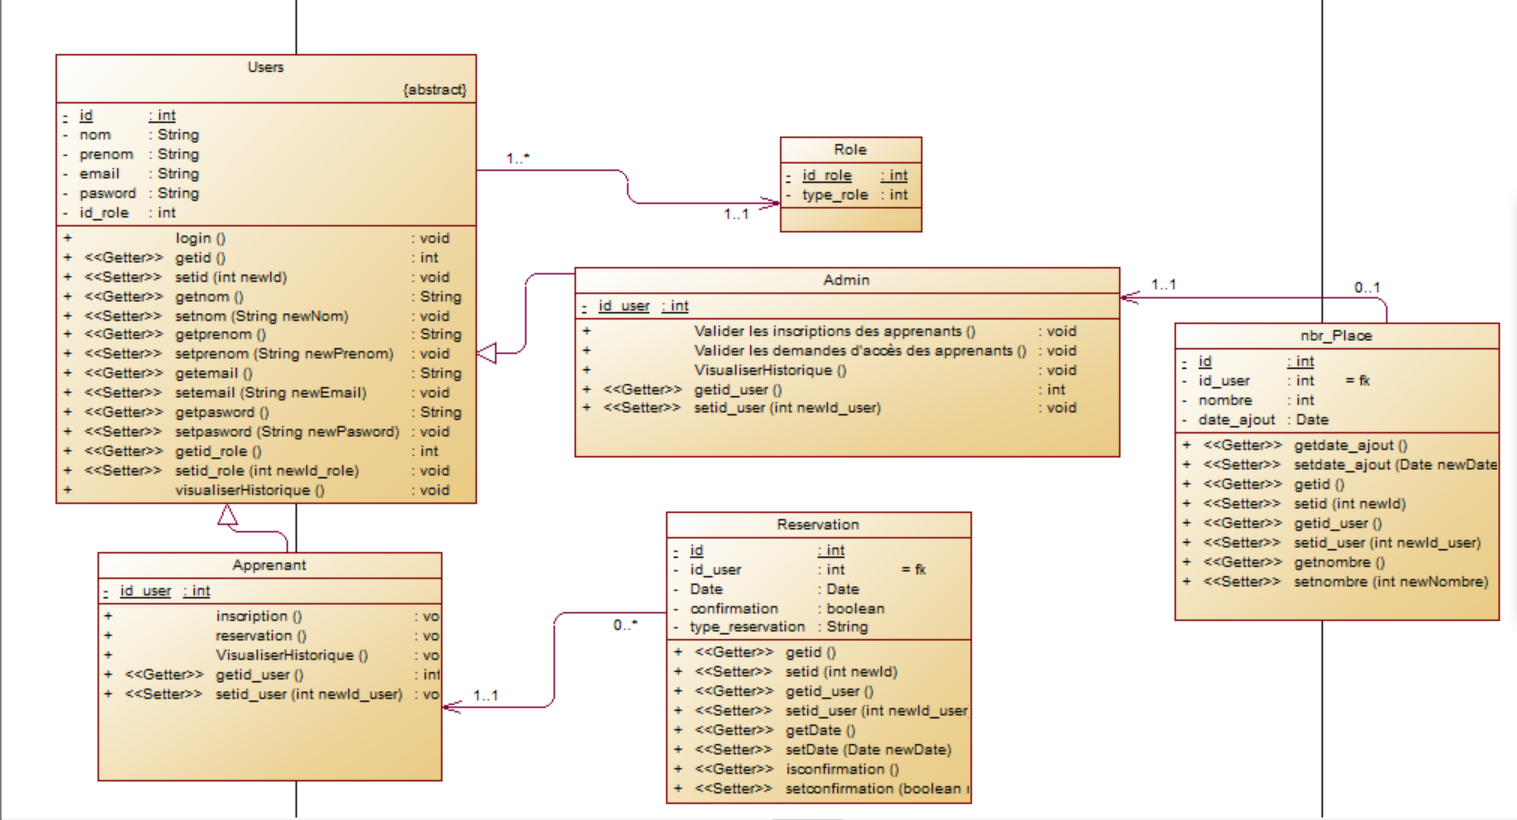 Users
{abstract}
- id : int
- nom : String
- prenom : String
- email : String
- pasword : String
- id_role : int
+ login () : void
+ <<Getter>> getid () : int
+ <<Setter>> setid (int newId) : void
+ <<Getter>> getnom () : String
+ <<Setter>> setnom (String newNom) : void
+ <<Getter>> getprenom () : String
+ <<Setter>> setprenom (String newPrenom) : void
+ <<Getter>> getemail () : String
+ <<Setter>> setemail (String newEmail) : void
+ <<Getter>> getpasword () : String
+ <<Setter>> setpasword (String newPasword) : void
+ <<Getter>> getid_role () : int
+ <<Setter>> setid_role (int newId_role) : void
+ visualiserHistorique () : void
1..*
1..1
Role
- id_role : int
- type_role : int
Admin
- id_user : int
+ Valider les inscriptions des apprenants () : void
+ Valider les demandes d'accès des apprenants () : void
+ VisualiserHistorique () : void
+ <<Getter>> getid_user () : int
+ <<Setter>> setid_user (int newId_user) : void
1..1
0..1
nbr_Place
- id : int
- id_user : int = fk
- nombre : int
- date_ajout : Date
+ <<Getter>> getdate_ajout ()
+ <<Setter>> setdate_ajout (Date newDate
+ <<Getter>> getid ()
+ <<Setter>> setid (int newId)
+ <<Getter>> getid_user ()
+ <<Setter>> setid_user (int newId_user)
+ <<Getter>> getnombre ()
+ <<Setter>> setnombre (int newNombre)
Apprenant
- id_user : int
+ inscription () : vo
+ reservation () : vo
+ VisualiserHistorique () : vo
+ <<Getter>> getid_user () : int
+ <<Setter>> setid_user (int newId_user) : vo
0..*
1..1
Reservation
- id : int
- id_user : int = fk
- Date : Date
- confirmation : boolean
- type_reservation : String
+ <<Getter>> getid ()
+ <<Setter>> setid (int newId)
+ <<Getter>> getid_user ()
+ <<Setter>> setid_user (int newId_user
+ <<Getter>> getDate ()
+ <<Setter>> setDate (Date newDate)
+ <<Getter>> isconfirmation ()
+ <<Setter>> setconfirmation (boolean